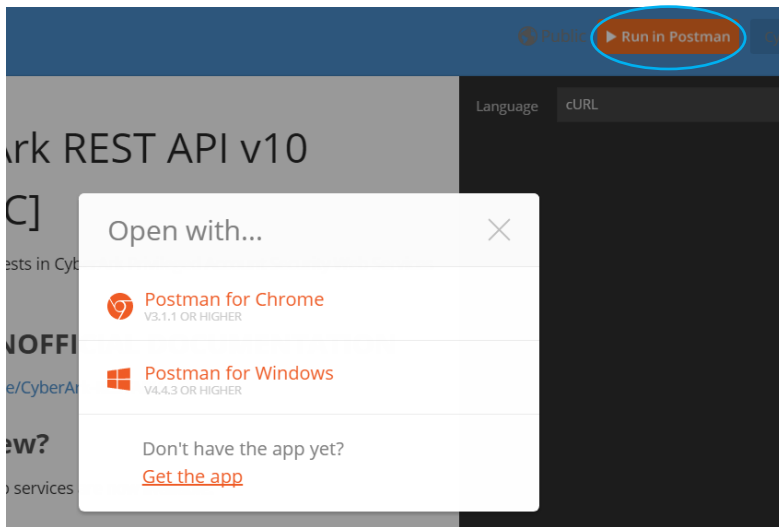 Run in Postman
Language cURL
rk REST API v10
C]
Open with...
ests in Cyb
Postman for Chrome
V3.1.1 OR HIGHER
NOFFI
Postman for Windows
e/CyberAr
V4.4.3 OR HIGHER
ew?
Don't have the app yet?
Get the app
services